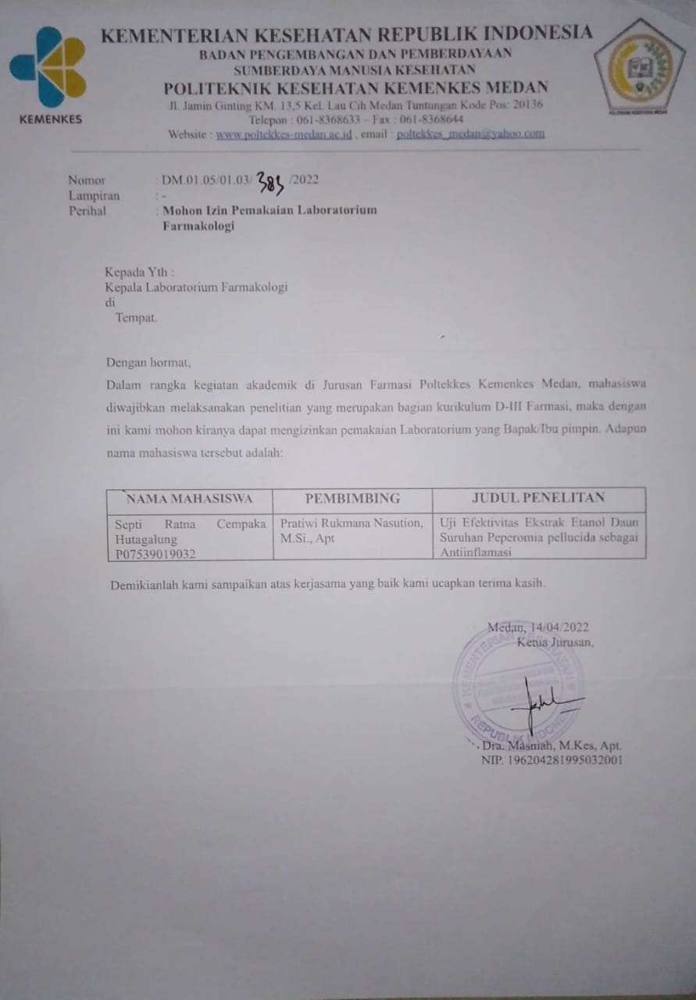 KEMENTERIAN KESEHATAN REPUBLIK INDONESIA
BADAN PENGEMBANGAN DAN PEMBERDAYAAN
SUMBERDAYA MANUSIA KESEHATAN
POLITEKNIK KESEHATAN KEMENKES MEDAN
Jl. Jamin Ginting KM. 13,5 Kel. Lau Cih Medan Tuntungan Kode Pos: 20136
Telepon : 061-8368633 – Fax : 061-8368644
Website : www.poltekkes-medan.ac.id , email : poltekkes_medan@yahoo.com
KEMENKES
Nomor : DM.01.05/01.03/ 383 /2022
Lampiran : -
Perihal : Mohon Izin Pemakaian Laboratorium
Farmakologi
Kepada Yth :
Kepala Laboratorium Farmakologi
di
Tempat.
Dengan hormat,
Dalam rangka kegiatan akademik di Jurusan Farmasi Poltekkes Kemenkes Medan, mahasiswa
diwajibkan melaksanakan penelitian yang merupakan bagian kurikulum D-III Farmasi, maka dengan
ini kami mohon kiranya dapat mengizinkan pemakaian Laboratorium yang Bapak/Ibu pimpin. Adapun
nama mahasiswa tersebut adalah:
NAMA MAHASISWA PEMBIMBING JUDUL PENELITAN
Septi Ratna Cempaka Pratiwi Rukmana Nasution, Uji Efektivitas Ekstrak Etanol Daun
Hutagalung M.Si., Apt Suruhan Peperomia pellucida sebagai
P07539019032 Antiinflamasi
Demikianlah kami sampaikan atas kerjasama yang baik kami ucapkan terima kasih.
Medan, 14/04/2022
Ketua Jurusan,
KEMENTERIAN KESEHATAN
REPUBLIK INDONESIA
Dra. Masniah, M.Kes, Apt.
NIP. 196204281995032001